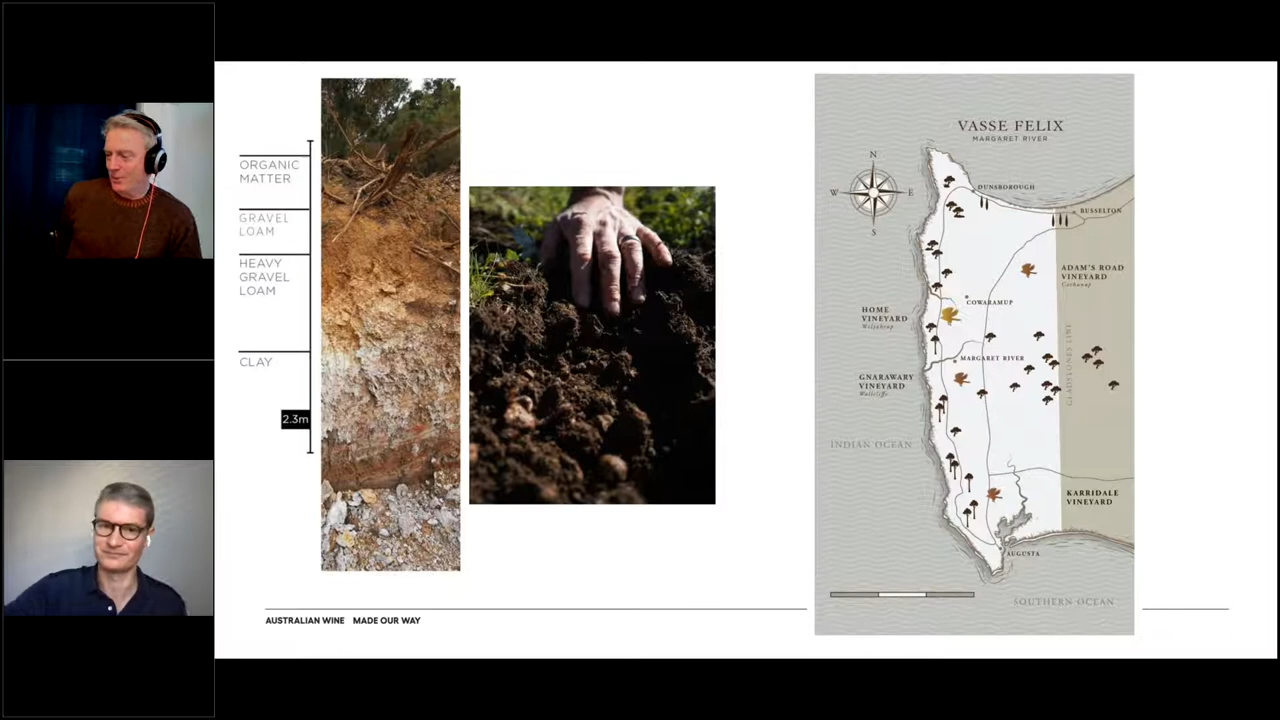 ORGANIC
MATTER
GRAVEL
LOAM
HEAVY
GRAVEL
LOAM
CLAY
2.3m
VASSE FELIX
MARGARET RIVER
N
W
E
S
DUNSBOROUGH
BUSSELTON
ADAM'S ROAD
VINEYARD
COWARAMUP
HOME
VINEYARD
Wilyabrup
MARGARET RIVER
GNARAWARY
VINEYARD
Wallcliffe
GLADSTONES LINE
INDIAN OCEAN
KARRIDALE
VINEYARD
AUGUSTA
SOUTHERN OCEAN
AUSTRALIAN WINE MADE OUR WAY